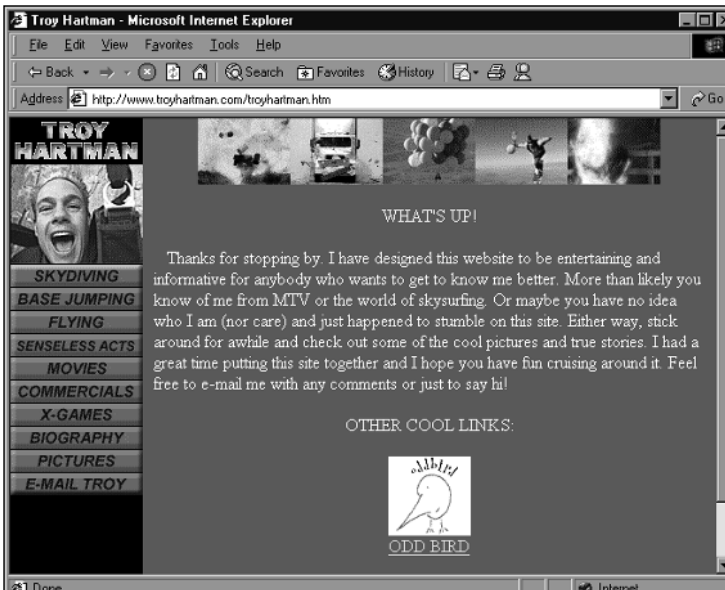 Troy Hartman - Microsoft Internet Explorer
File Edit View Favorites Tools Help
Back Search Favorites History
Address http://www.troyhartman.com/troyhartman.htm Go
TROY
HARTMAN
SKYDIVING
BASE JUMPING
FLYING
SENSELESS ACTS
MOVIES
COMMERCIALS
X-GAMES
BIOGRAPHY
PICTURES
E-MAIL TROY
WHAT'S UP!
Thanks for stopping by. I have designed this website to be entertaining and
informative for anybody who wants to get to know me better. More than likely you
know of me from MTV or the world of skysurfing. Or maybe you have no idea
who I am (nor care) and just happened to stumble on this site. Either way, stick
around for awhile and check out some of the cool pictures and true stories. I had a
great time putting this site together and I hope you have fun cruising around it. Feel
free to e-mail me with any comments or just to say hi!
OTHER COOL LINKS:
oddbird
ODD BIRD
Done Internet